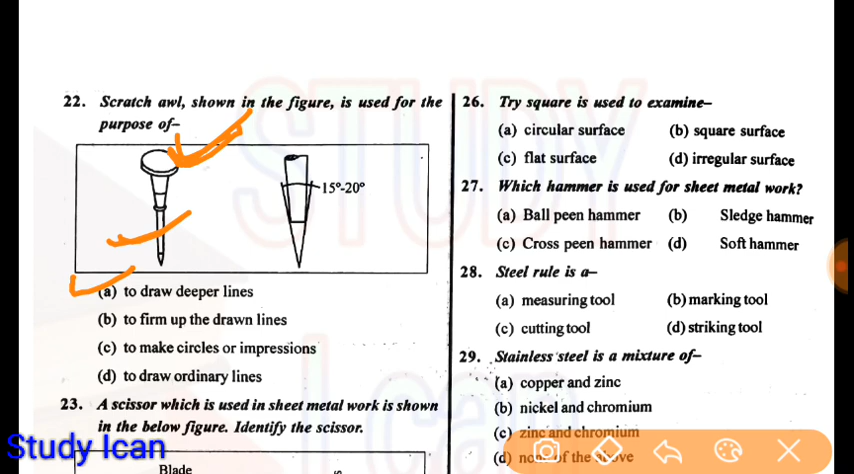 22. Scratch awl, shown in the figure, is used for the
purpose of-
15º-20º
(a) to draw deeper lines
(b) to firm up the drawn lines
(c) to make circles or impressions
(d) to draw ordinary lines
23. A scissor which is used in sheet metal work is shown
in the below figure. Identify the scissor.
Blade
26. Try square is used to examine-
(a) circular surface (b) square surface
(c) flat surface (d) irregular surface
27. Which hammer is used for sheet metal work?
(a) Ball peen hammer (b) Sledge hammer
(c) Cross peen hammer (d) Soft hammer
28. Steel rule is a-
(a) measuring tool (b) marking tool
(c) cutting tool (d) striking tool
29. Stainless steel is a mixture of-
(a) copper and zinc
(b) nickel and chromium
(c) zinc and chromium
(d) none of the above
Study Ican
STUDY
I can